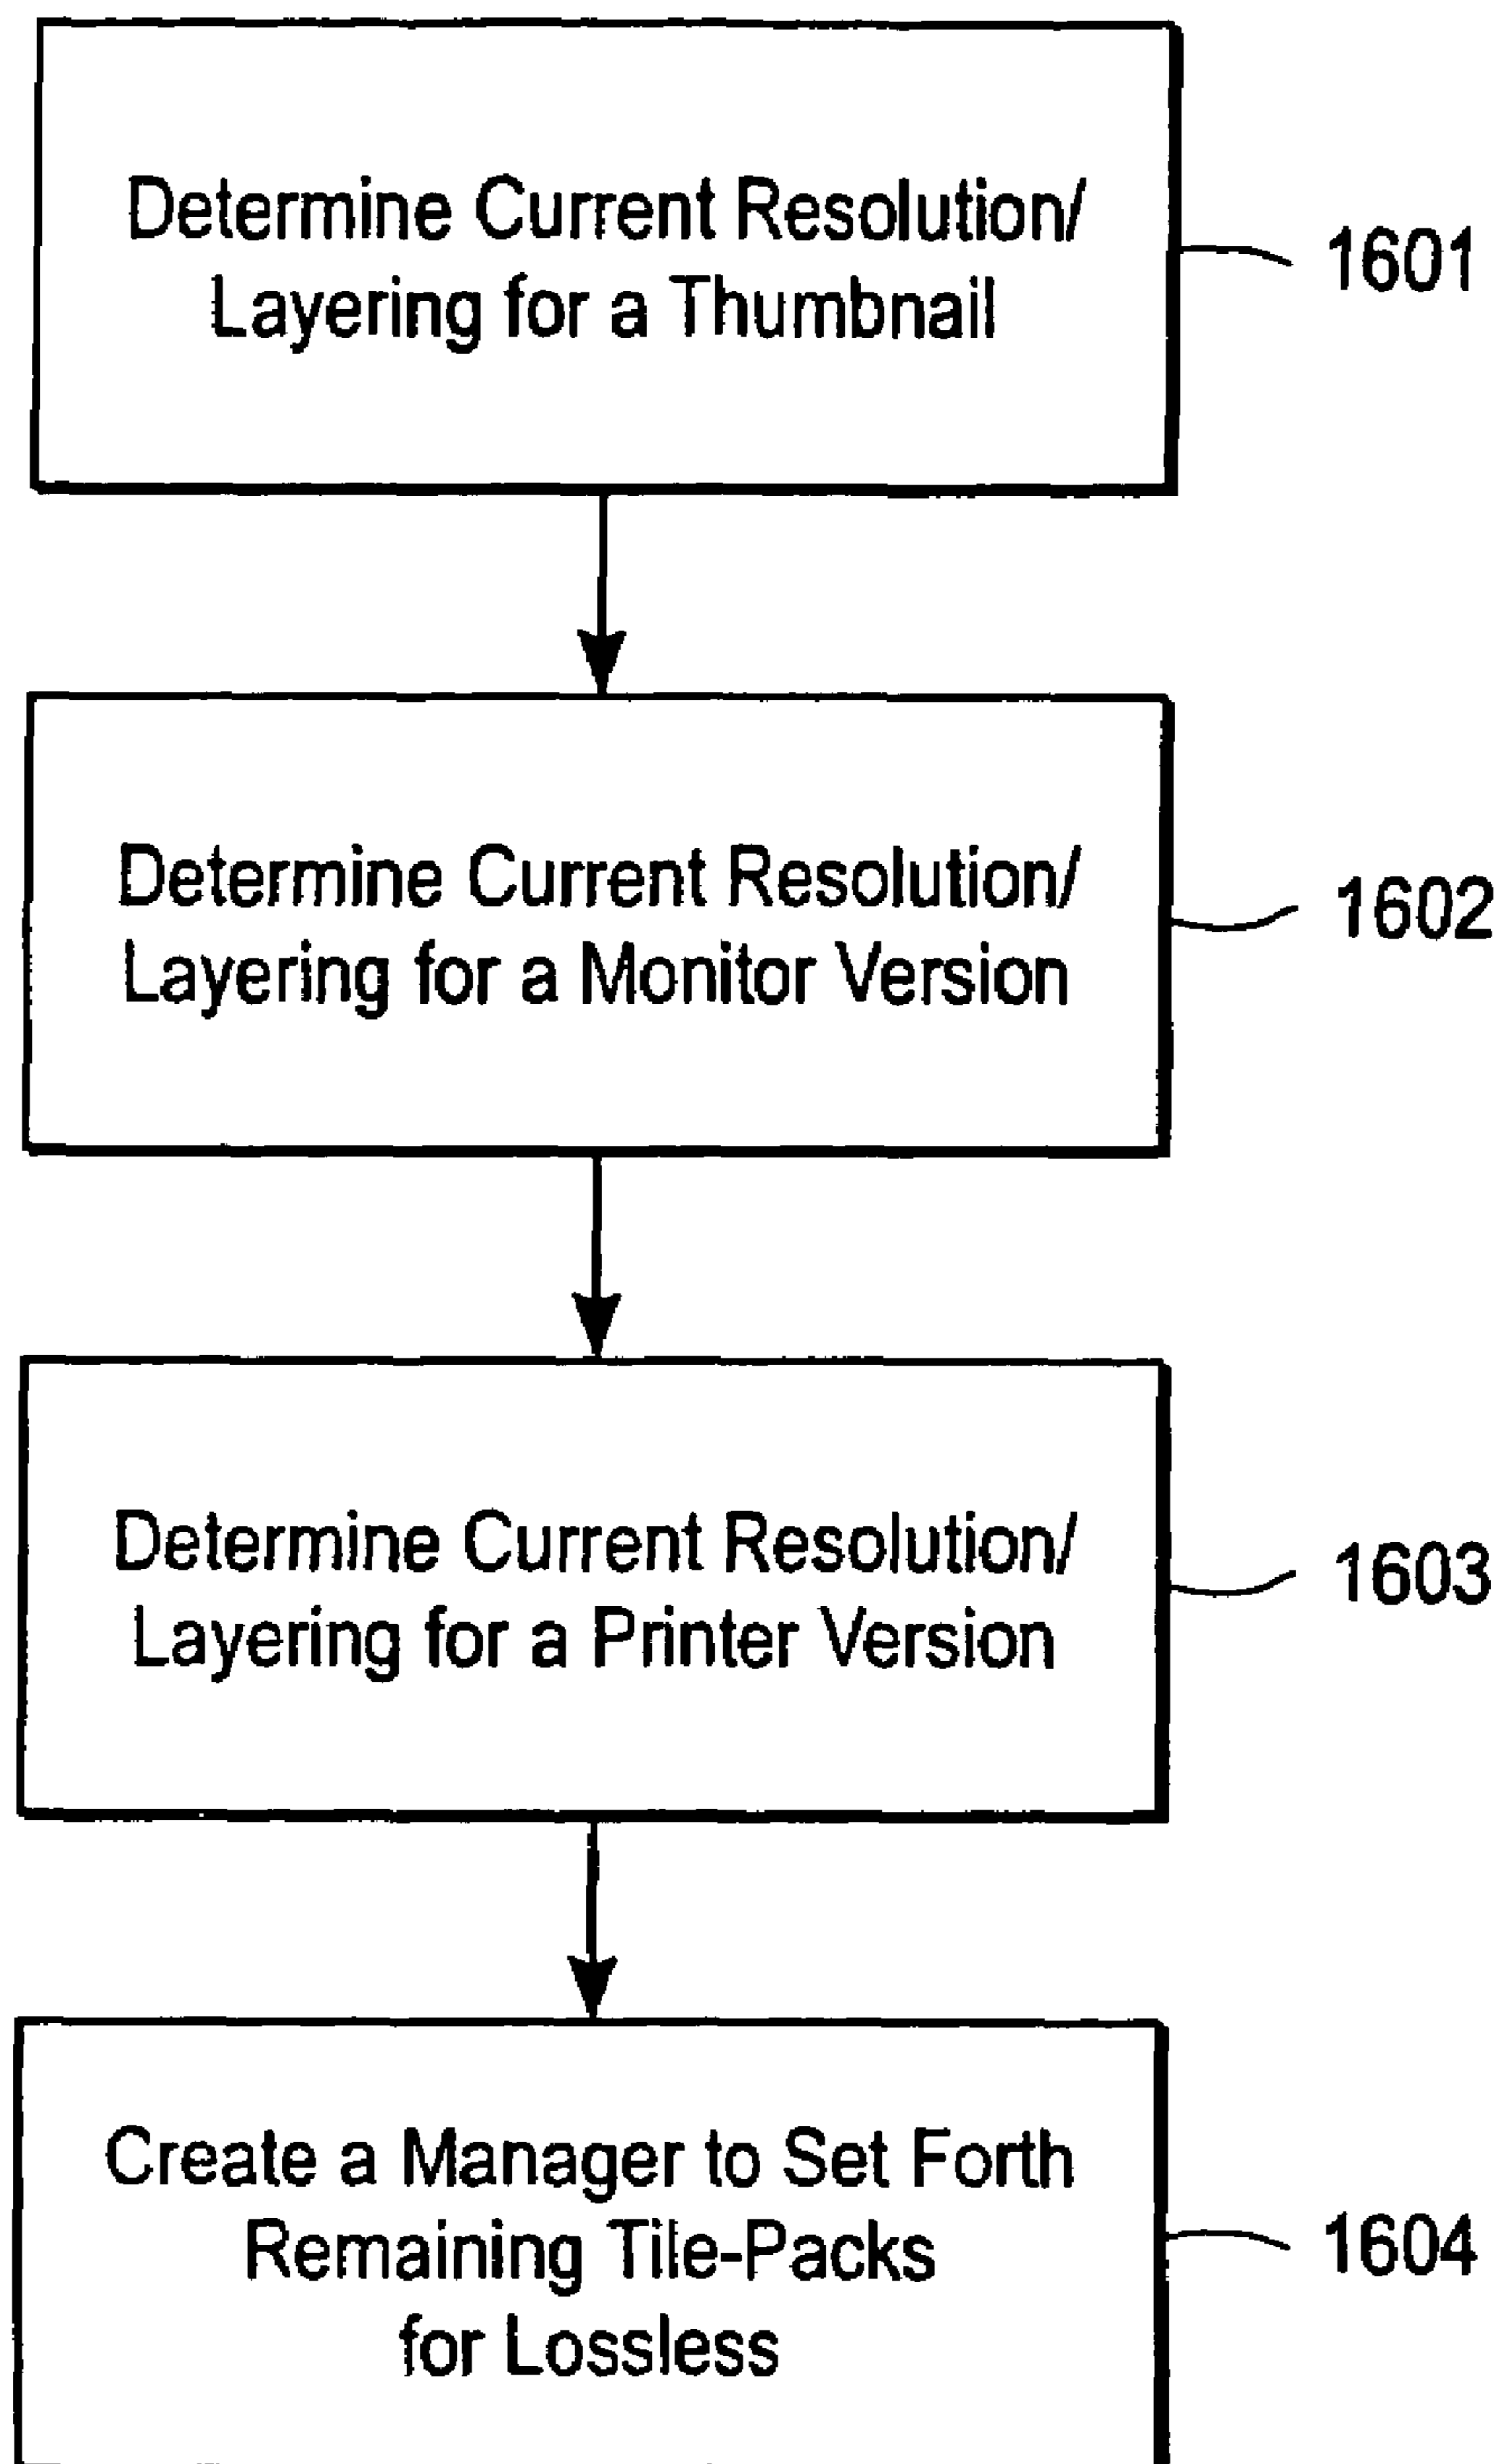 Determine Current Resolution/
Layering for a Thumbnail
1601
Determine Current Resolution/
Layering for a Monitor Version
1602
Determine Current Resolution/
Layering for a Printer Version
1603
Create a Manager to Set Forth
Remaining Tile-Packs
for Lossless
1604